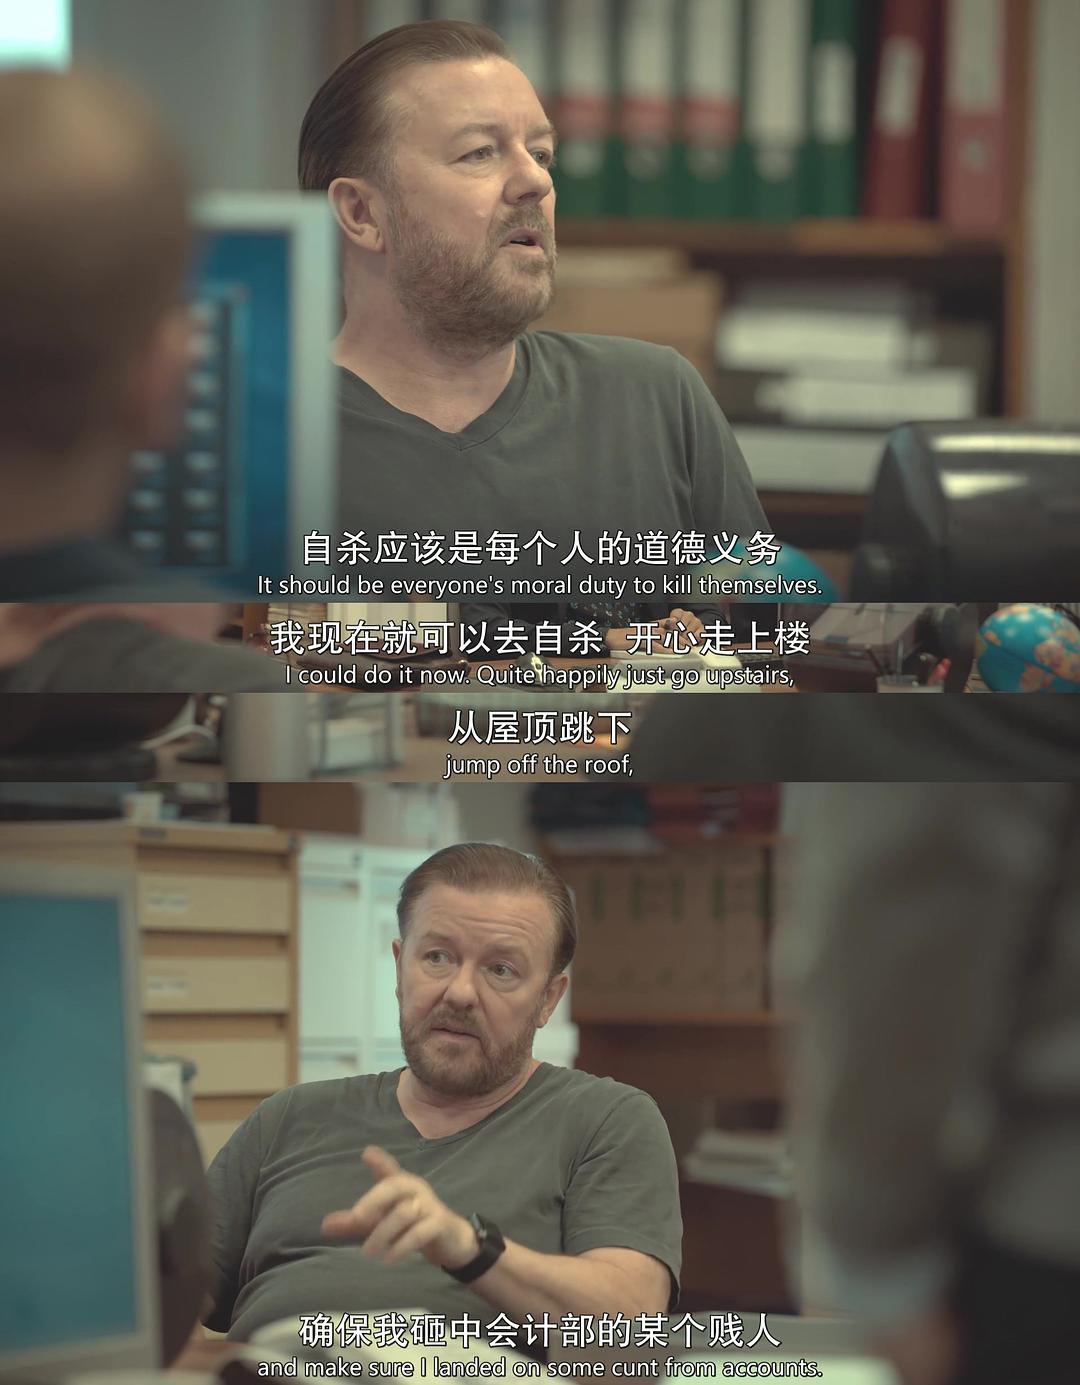 自杀应该是每个人的道德义务
It should be everyone's moral duty to kill themselves.
我现在就可以去自杀 开心走上楼
I could do it now. Quite happily just go upstairs,
从屋顶跳下
jump off the roof,
确保我砸中会计部的某个贱人
and make sure I landed on some cunt from accounts.